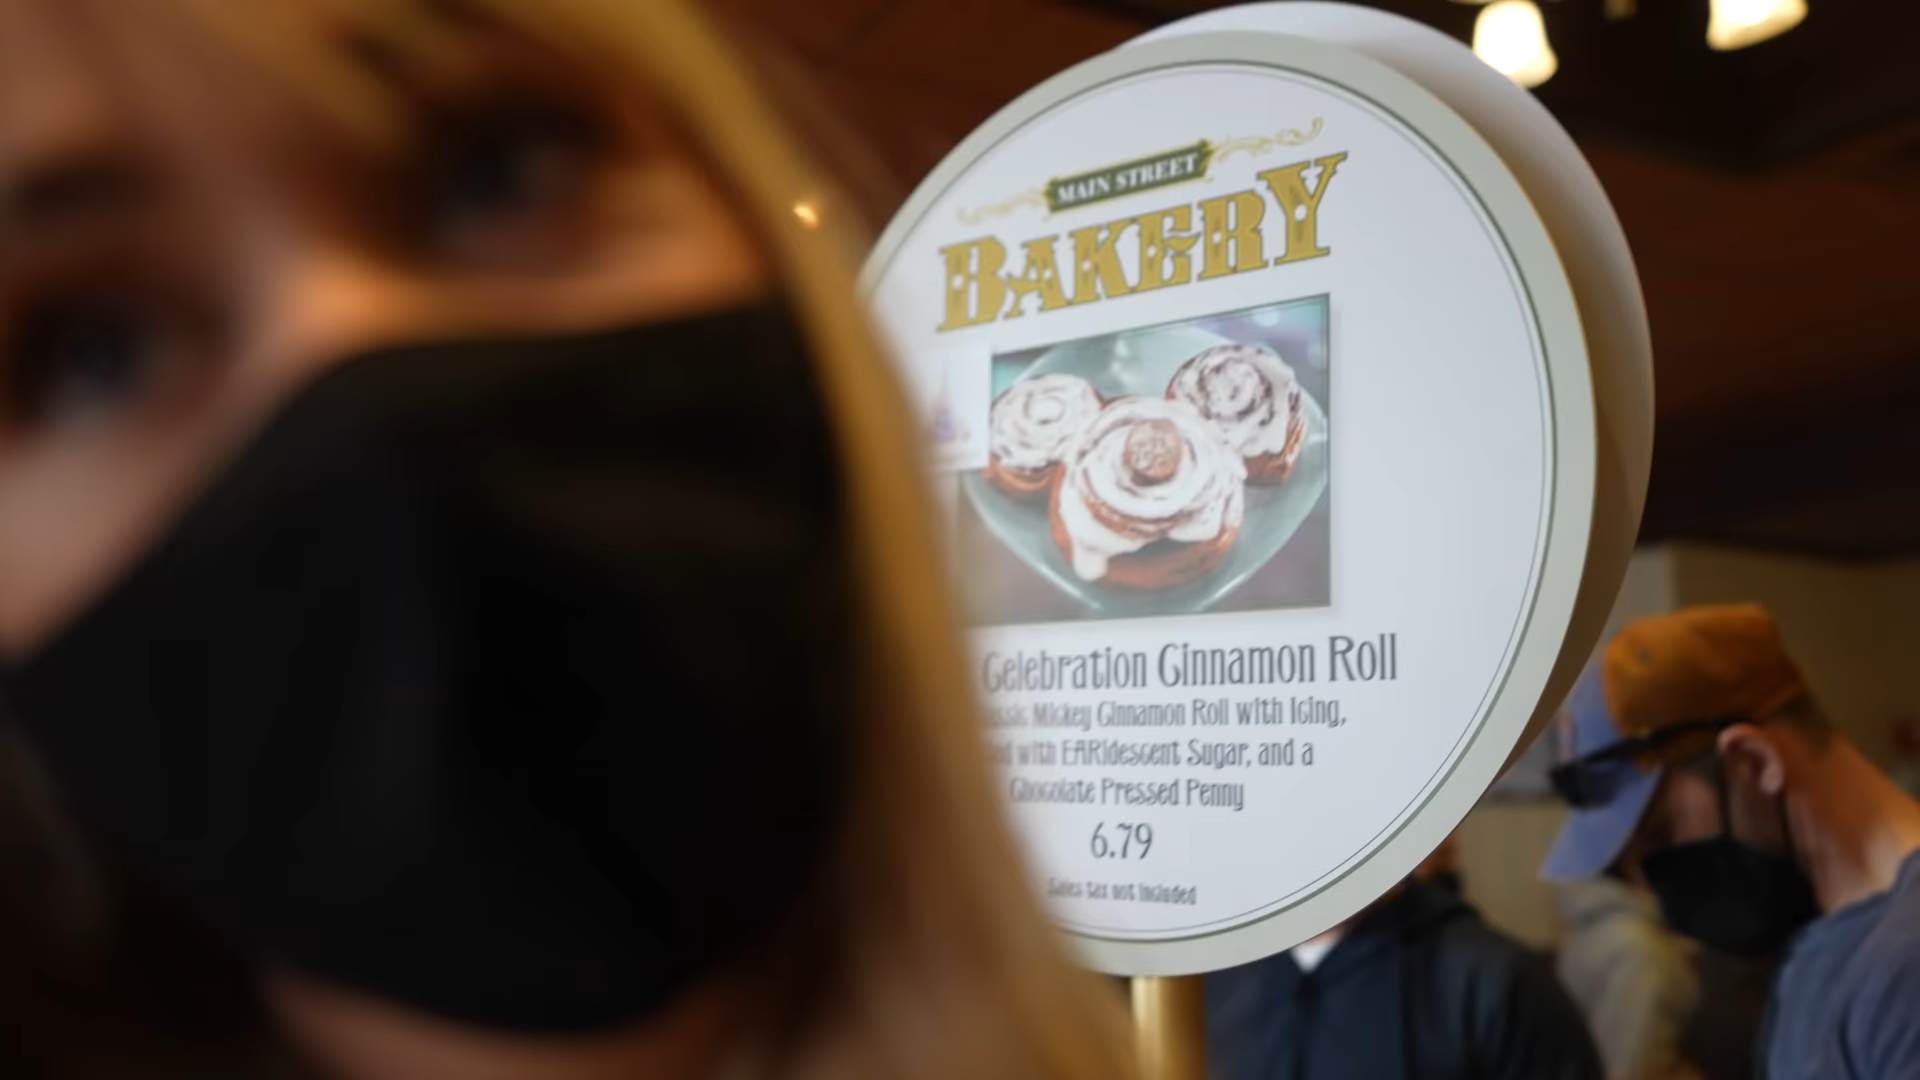 MAIN STREET
BAKERY
Celebration Cinnamon Roll
Mickey Cinnamon Roll with Icing,
with EARidescent Sugar, and a
Chocolate Pressed Penny
6.79
Sales tax not included